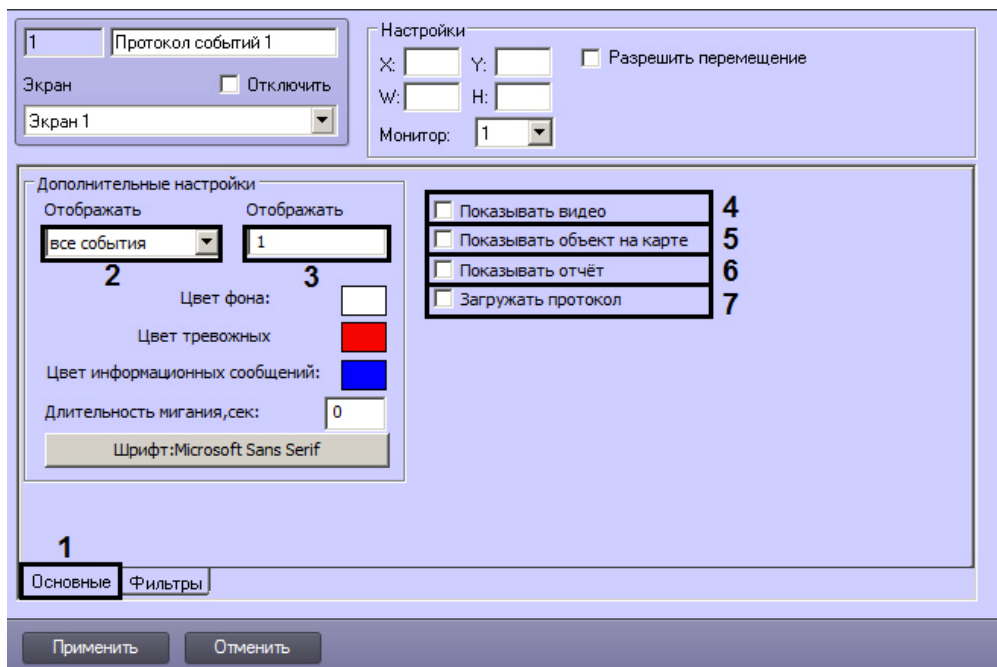 1 Протокол событий 1
Экран Отключить
Экран 1
Настройки
X: Y: Разрешить перемещение
W: H:
Монитор: 1
Дополнительные настройки
Отображать Отображать
все события 1
2 3
Цвет фона:
Цвет тревожных
Цвет информационных сообщений:
Длительность мигания,сек: 0
Шрифт:Microsoft Sans Serif
Показывать видео 4
Показывать объект на карте 5
Показывать отчёт 6
Загружать протокол 7
1
Основные Фильтры
Применить Отменить